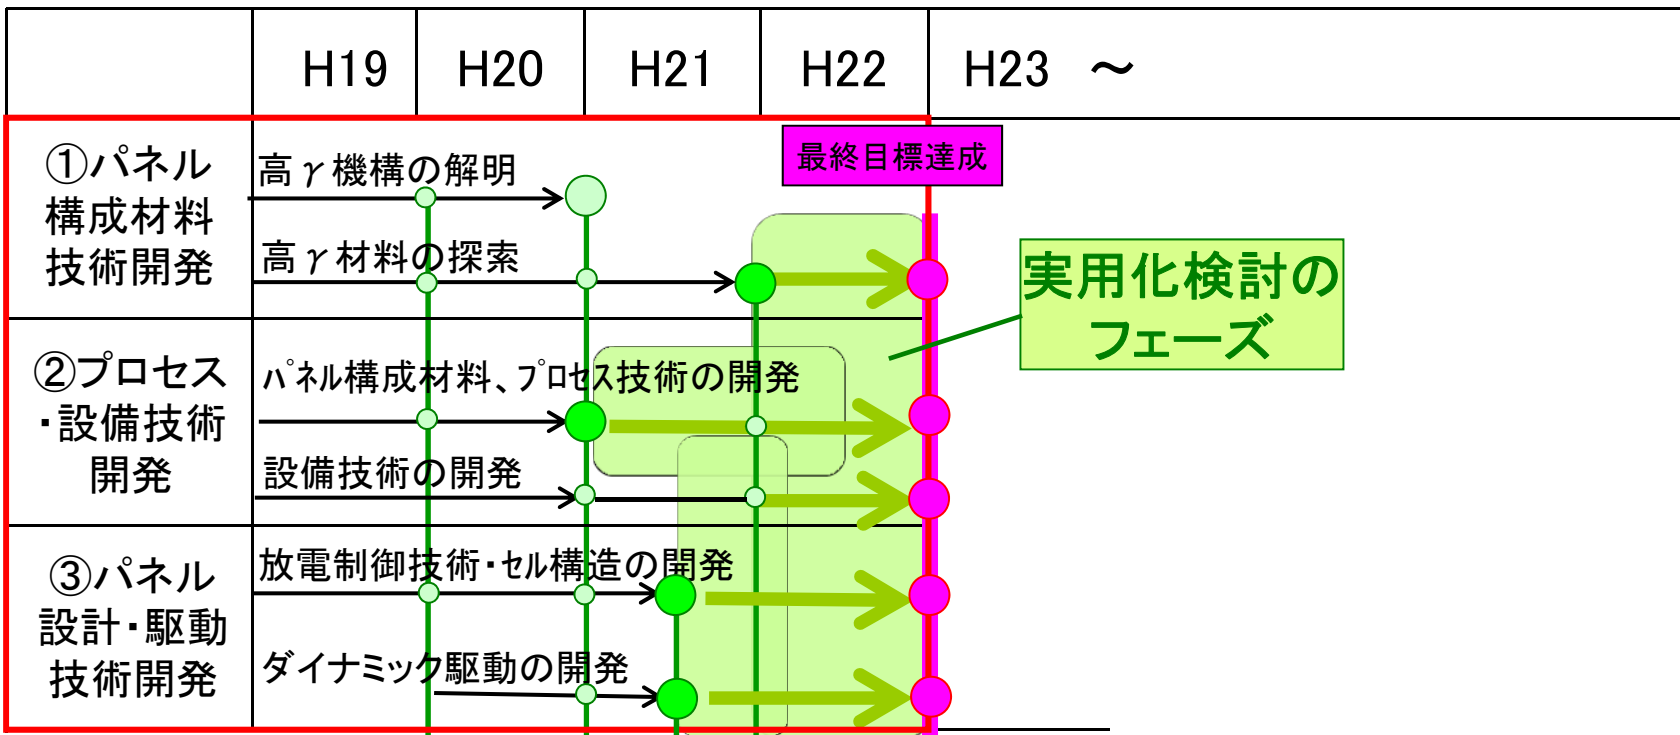 H19 H20 H21 H22 H23 ～
①パネル
構成材料
技術開発
高γ機構の解明
高γ材料の探索
最終目標達成
実用化検討の
フェーズ
②プロセス
・設備技術
開発
ﾊﾟﾈﾙ構成材料、ﾌﾟﾛｾｽ技術の開発
設備技術の開発
③パネル
設計・駆動
技術開発
放電制御技術・ｾﾙ構造の開発
ダイナミック駆動の開発